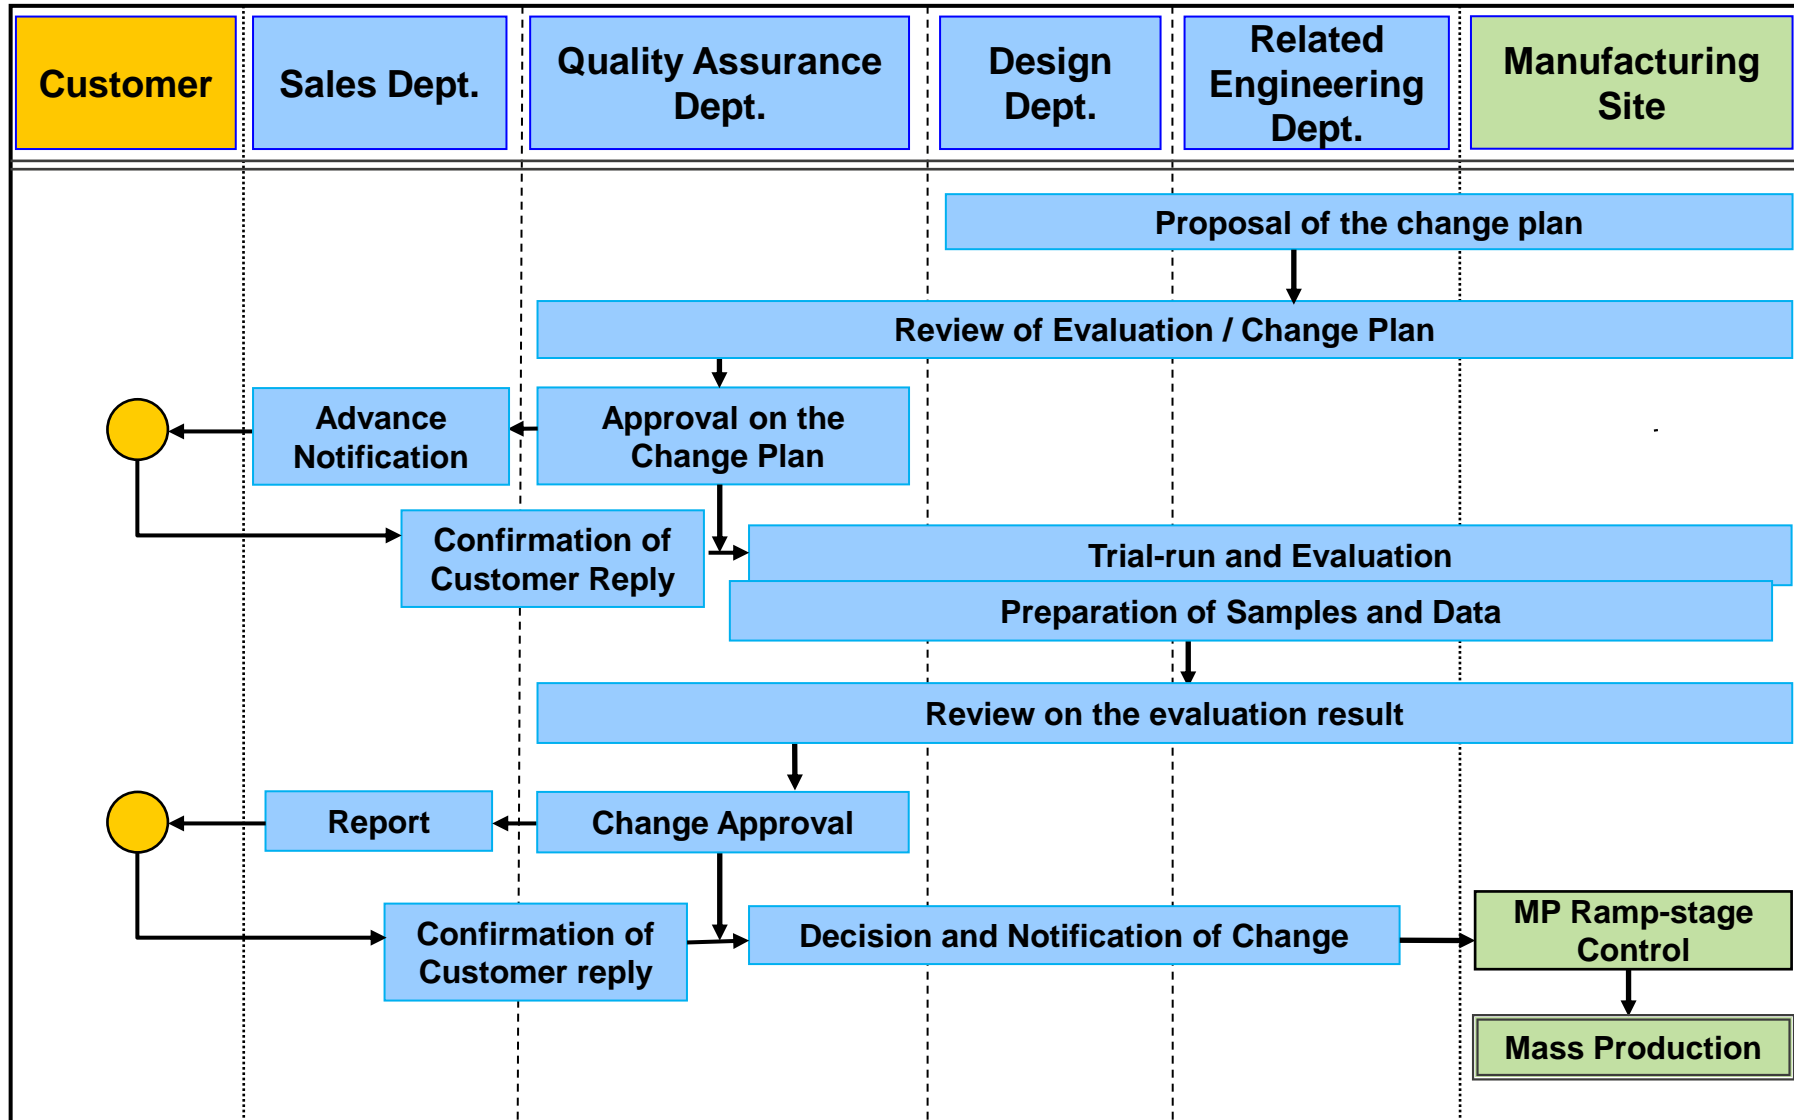 Customer
Sales Dept.
Quality Assurance
Dept.
Design
Dept.
Related
Engineering
Dept.
Manufacturing
Site
Proposal of the change plan
Review of Evaluation / Change Plan
Advance
Notification
Approval on the
Change Plan
Confirmation of
Customer Reply
Trial-run and Evaluation
Preparation of Samples and Data
Review on the evaluation result
Report
Change Approval
Confirmation of
Customer reply
Decision and Notification of Change
MP Ramp-stage
Control
Mass Production